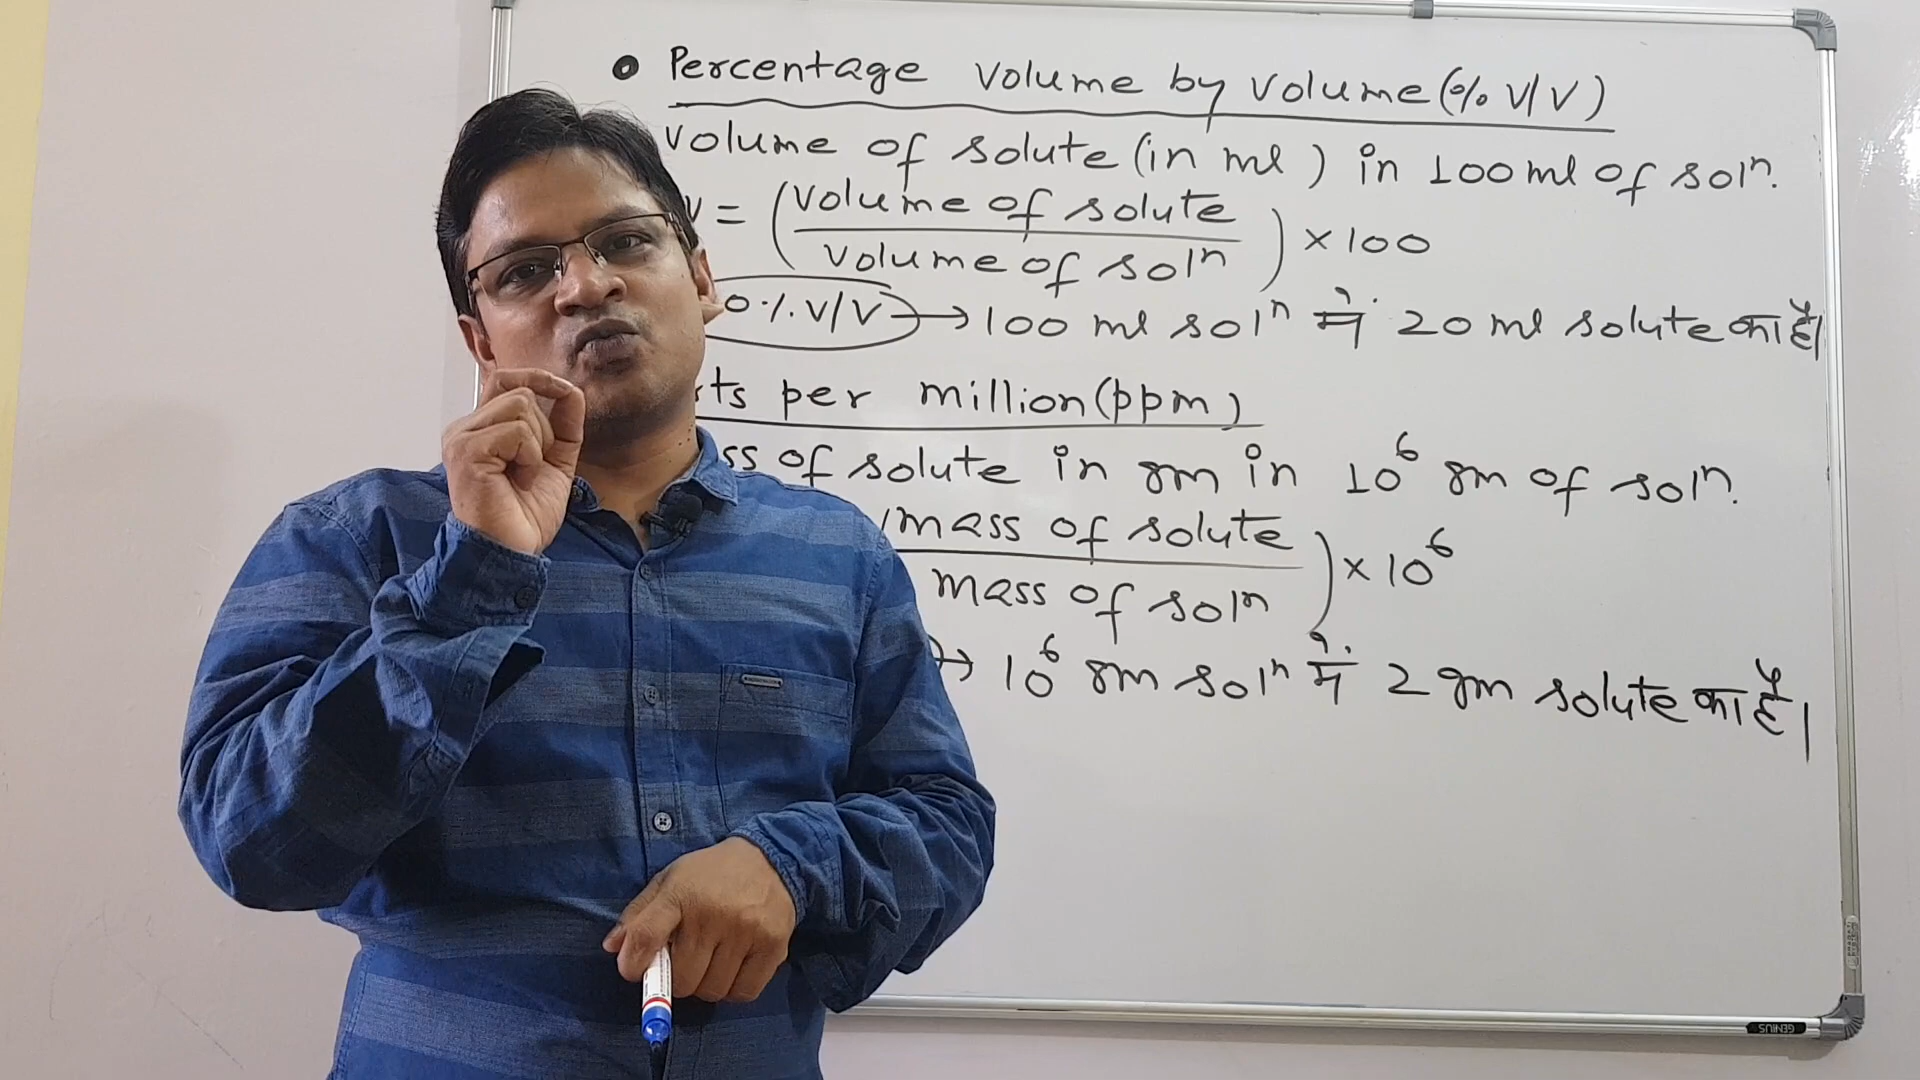 • Percentage volume by volume (% V/V)
volume of solute (in ml) in 100 ml of solⁿ.
V = (volume of solute / volume of solⁿ) × 100
0% V/V → 100 ml solⁿ में 20 ml solute का है।
ts per million (ppm)
ss of solute in gm in 10⁶ gm of solⁿ.
(mass of solute / mass of solⁿ) × 10⁶
→ 10⁶ gm solⁿ में 2 gm solute का है।
GENIUS